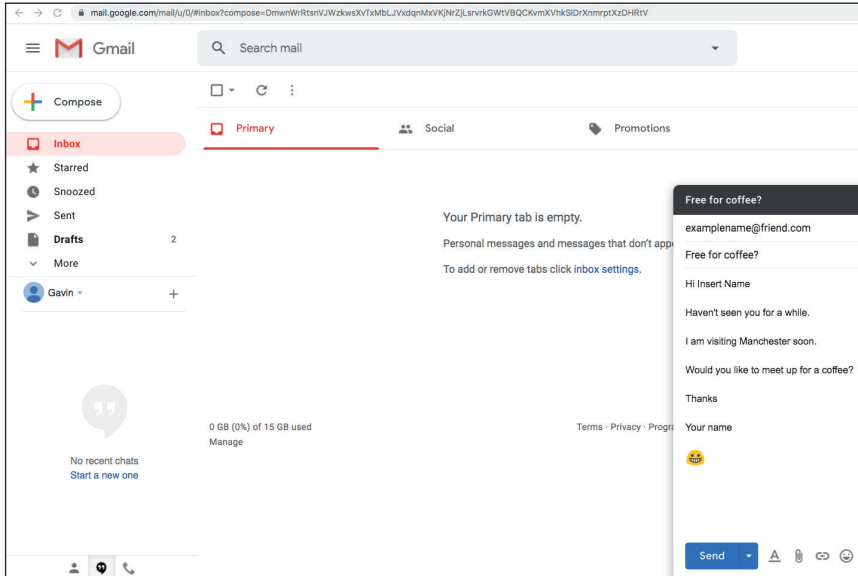 mail.google.com/mail/u/0/#inbox?compose=DmwnWrRtsnVJWzkwsXvTxMbLJVxdqnMxVKjNrZjLsrvrkGWtVBQCKvmXVhkSlDrXnmrptXzDHRtV
Gmail
Search mail
Compose
Primary
Social
Promotions
Inbox
Starred
Snoozed
Sent
Drafts 2
More
Gavin
Your Primary tab is empty.
Personal messages and messages that don't appe
To add or remove tabs click inbox settings.
0 GB (0%) of 15 GB used
Manage
Terms · Privacy · Progra
No recent chats
Start a new one
Free for coffee?
examplename@friend.com
Free for coffee?
Hi Insert Name
Haven't seen you for a while.
I am visiting Manchester soon.
Would you like to meet up for a coffee?
Thanks
Your name
Send